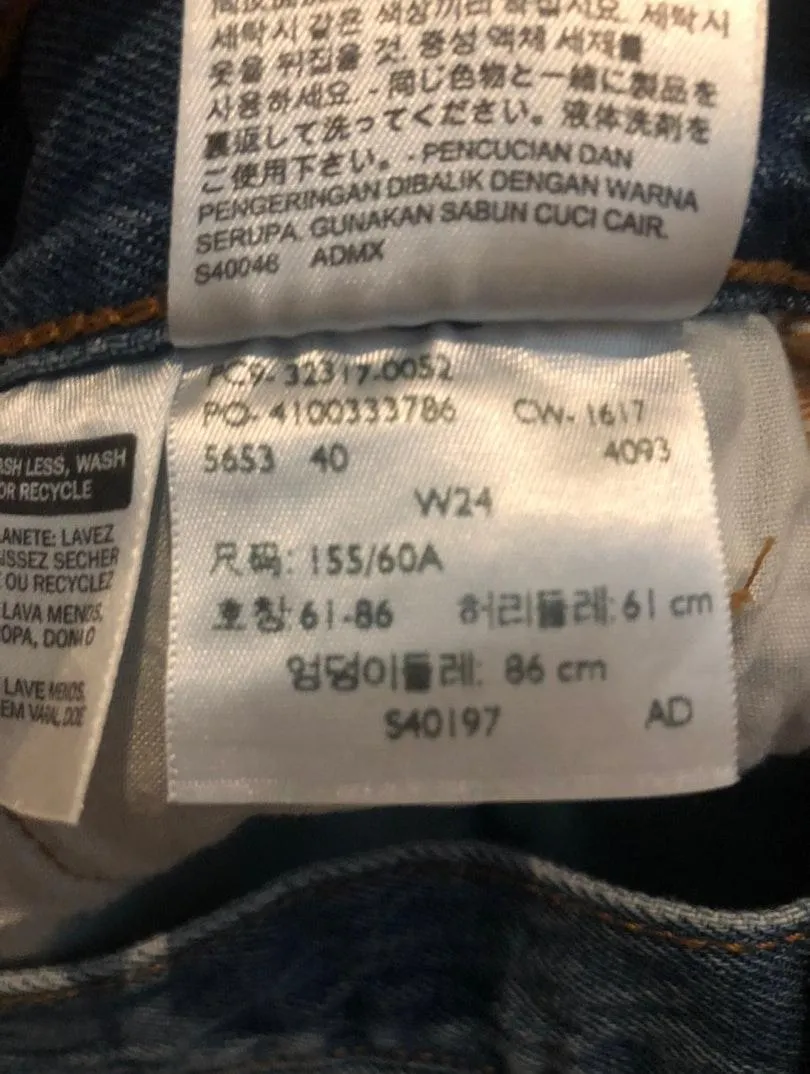 세탁시 같은 색상끼리 하십시오. 세탁시
옷을 뒤집을 것. 중성 액체 세제를
사용하세요. - 同じ色物と一緒に製品を
裏返して洗ってください。液体洗剤を
ご使用下さい。- PENCUCIAN DAN
PENGERINGAN DIBALIK DENGAN WARNA
SERUPA. GUNAKAN SABUN CUCI CAIR.
S40046 ADMX
PC9- 32317-0052
PO- 4100333786 CW- 1617
5653 40 4093
W24
尺码: 155/60A
호칭:61-86 허리둘레:61 cm
엉덩이둘레: 86 cm
S40197 AD
ASH LESS, WASH
OR RECYCLE
ANETE: LAVEZ
ISSEZ SECHER
OU RECYCLEZ
LAVA MENOS,
OPA, DONI O
LAVE MENOS
EM VARAL, DOE